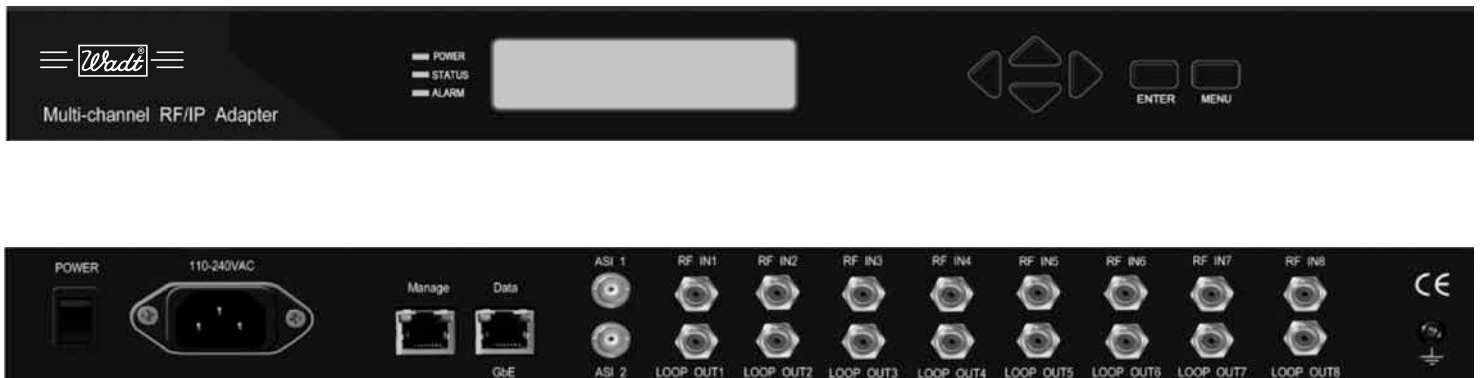 Wadt®
Multi-channel RF/IP Adapter
POWER
STATUS
ALARM
ENTER MENU
POWER 110-240VAC
Manage Data
GbE
ASI 1 RF IN1 RF IN2 RF IN3 RF IN4 RF IN5 RF IN6 RF IN7 RF IN8
ASI 2 LOOP OUT1 LOOP OUT2 LOOP OUT3 LOOP OUT4 LOOP OUT5 LOOP OUT6 LOOP OUT7 LOOP OUT8
CE